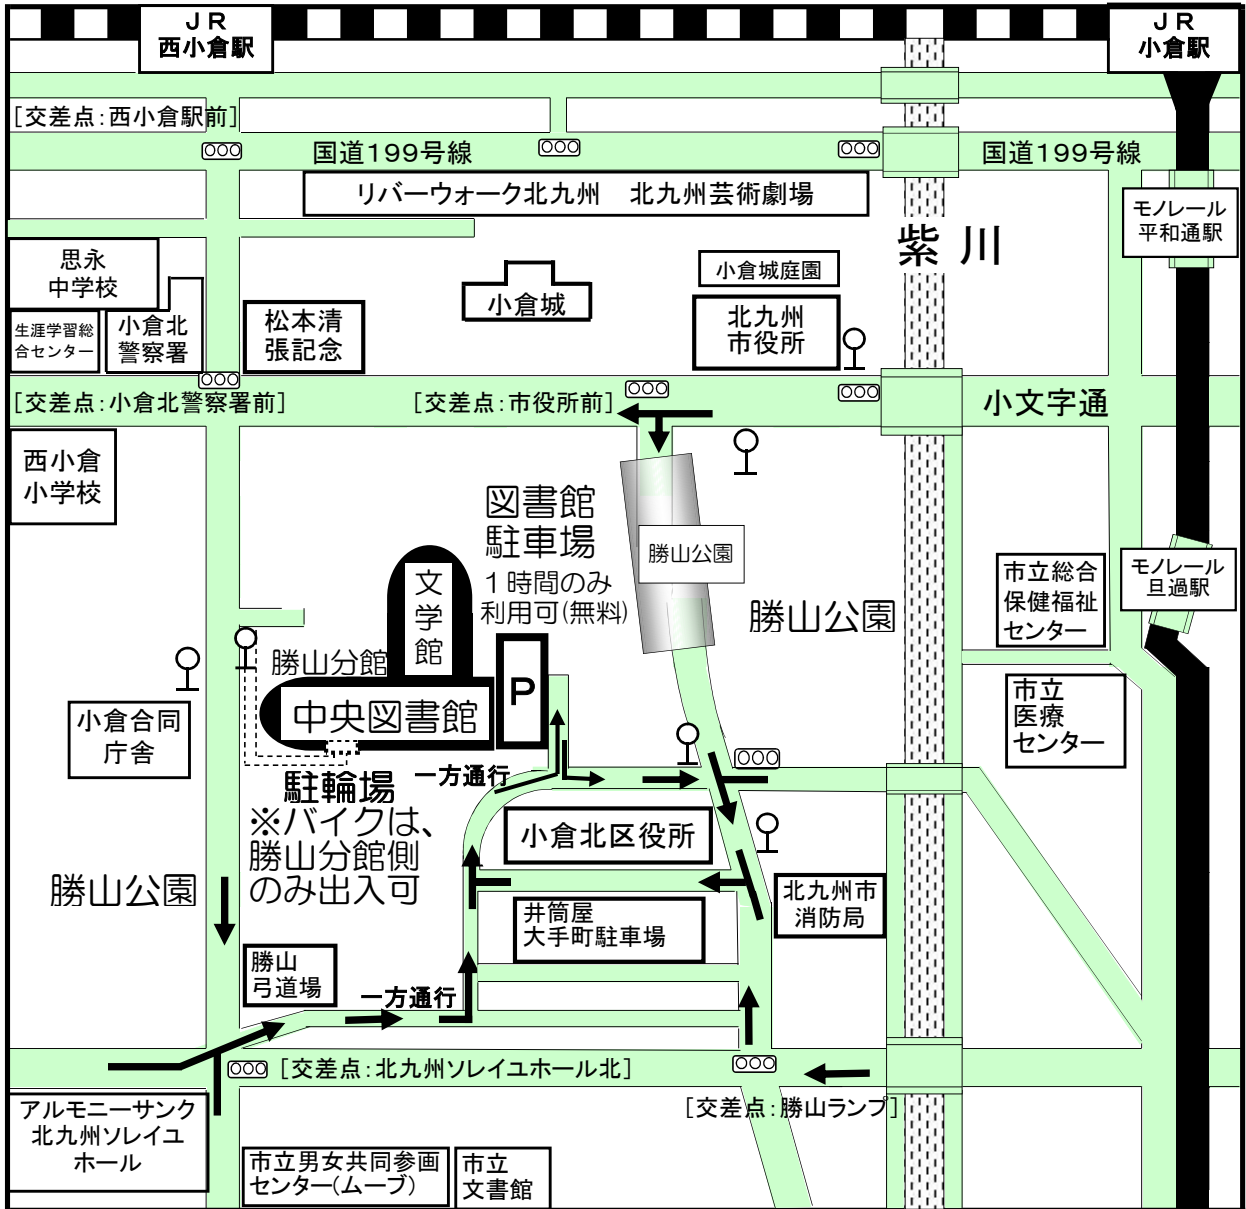 ＪＲ
西小倉駅
ＪＲ
小倉駅
[交差点:西小倉駅前]
国道199号線
国道199号線
リバーウォーク北九州　北九州芸術劇場
モノレール
平和通駅
紫川
思永
中学校
小倉城庭園
小倉城
生涯学習総
合センター
小倉北
警察署
松本清
張記念
北九州
市役所
[交差点:小倉北警察署前]
[交差点:市役所前]
小文字通
西小倉
小学校
図書館
駐車場
１時間のみ
利用可(無料)
勝山公園
文学館
市立総合
保健福祉
センター
モノレール
旦過駅
勝山公園
勝山分館
中央図書館
P
小倉合同
庁舎
市立
医療
センター
一方通行
駐輪場
※バイクは、
勝山分館側
のみ出入可
小倉北区役所
勝山公園
北九州市
消防局
井筒屋
大手町駐車場
勝山
弓道場
一方通行
[交差点:北九州ソレイユホール北]
[交差点:勝山ランプ]
アルモニーサンク
北九州ソレイユ
ホール
市立男女共同参画
センター(ムーブ)
市立
文書館